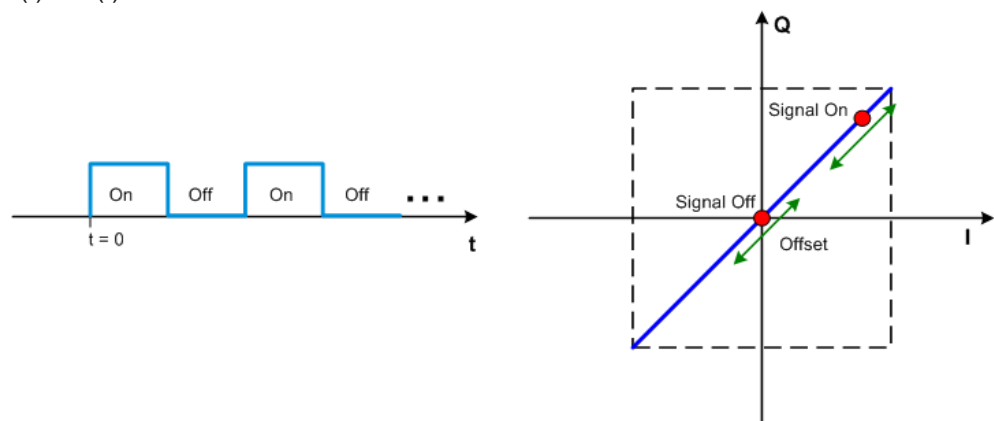 On
Off
On
Off
...
t = 0
t
Q
Signal On
Signal Off
Offset
I